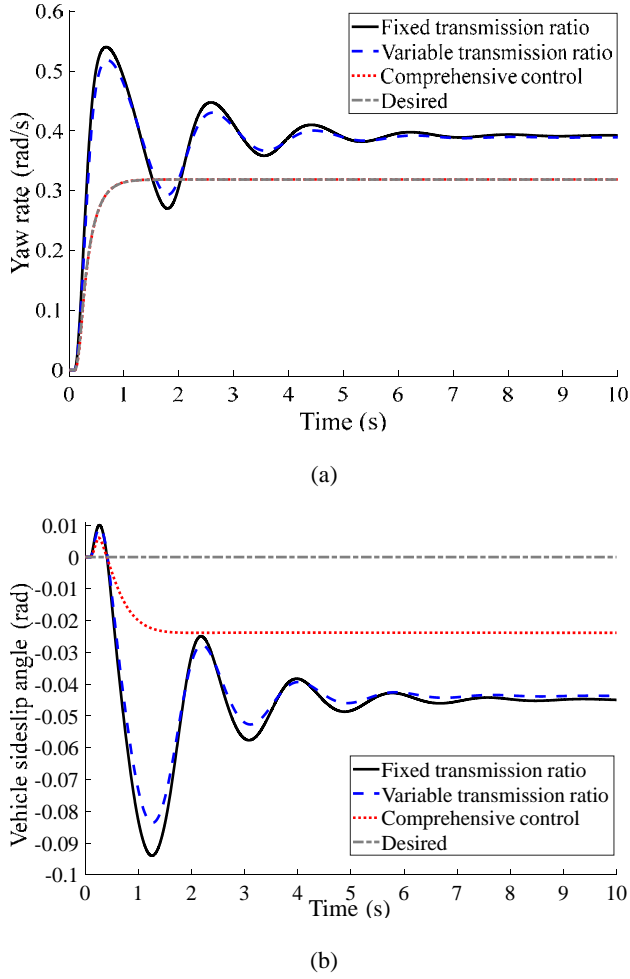 Yaw rate (rad/s)
0.6
0.5
0.4
0.3
0.2
0.1
0
Fixed transmission ratio
Variable transmission ratio
Comprehensive control
Desired
0 1 2 3 4 5 6 7 8 9 10
Time (s)
(a)
Vehicle sideslip angle (rad)
0.01
0
-0.01
-0.02
-0.03
-0.04
-0.05
-0.06
-0.07
-0.08
-0.09
-0.1
Fixed transmission ratio
Variable transmission ratio
Comprehensive control
Desired
0 1 2 3 4 5 6 7 8 9 10
Time (s)
(b)